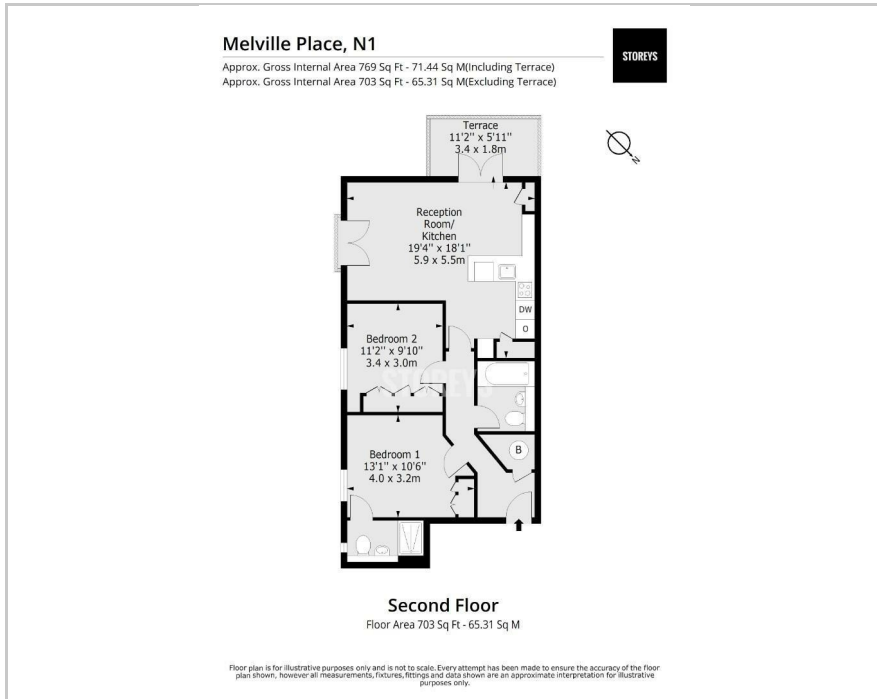 Melville Place, N1
Approx. Gross Internal Area 769 Sq Ft - 71.44 Sq M(Including Terrace)
Approx. Gross Internal Area 703 Sq Ft - 65.31 Sq M(Excluding Terrace)
STOREYS
Terrace
11'2'' x 5'11''
3.4 x 1.8m
N
Reception
Room/
Kitchen
19'4'' x 18'1''
5.9 x 5.5m
DW
O
Bedroom 2
11'2'' x 9'10''
3.4 x 3.0m
STOREYS
Bedroom 1
13'1'' x 10'6''
4.0 x 3.2m
B
Second Floor
Floor Area 703 Sq Ft - 65.31 Sq M
Floor plan is for illustrative purposes only and is not to scale. Every attempt has been made to ensure the accuracy of the floor
plan shown, however all measurements, fixtures, fittings and data shown are an approximate interpretation for illustrative
purposes only.